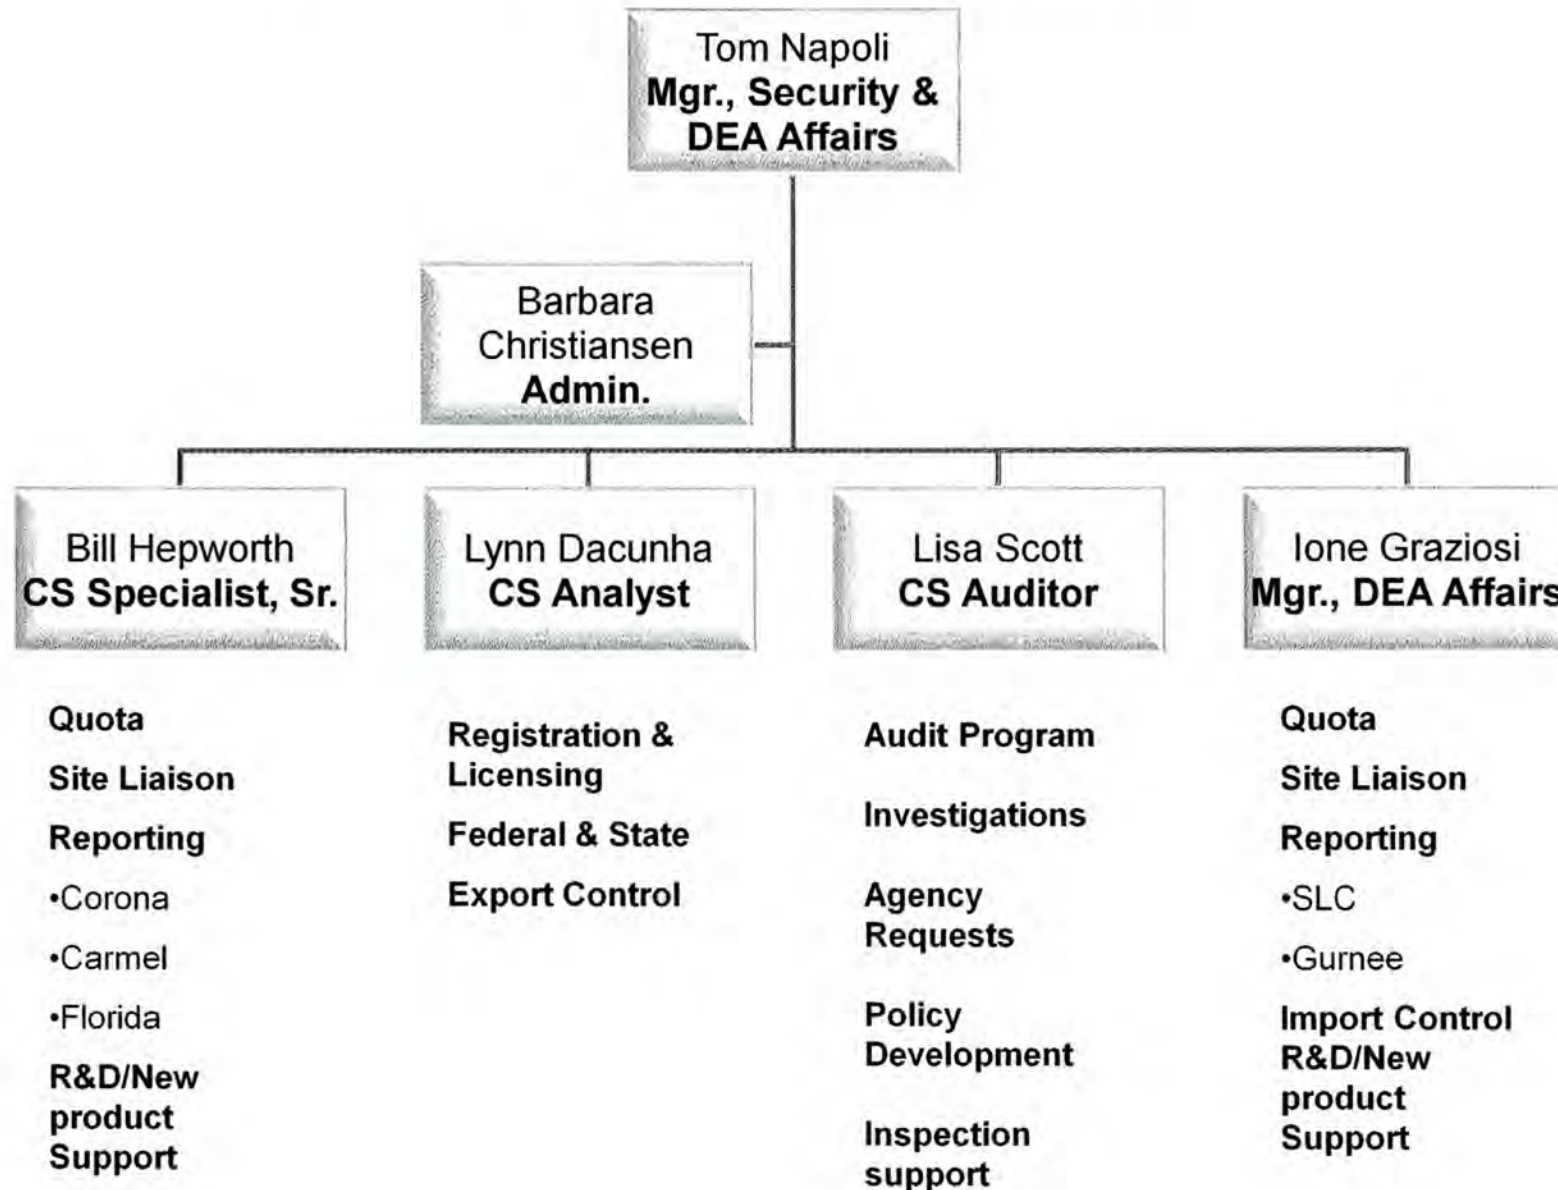 Tom Napoli
Mgr., Security &
DEA Affairs
Barbara
Christiansen
Admin.
Bill Hepworth
CS Specialist, Sr.
Lynn Dacunha
CS Analyst
Lisa Scott
CS Auditor
Ione Graziosi
Mgr., DEA Affairs
Quota
Site Liaison
Reporting
•Corona
•Carmel
•Florida
R&D/New
product
Support
Registration &
Licensing
Federal & State
Export Control
Audit Program
Investigations
Agency
Requests
Policy
Development
Inspection
support
Quota
Site Liaison
Reporting
•SLC
•Gurnee
Import Control
R&D/New
product
Support